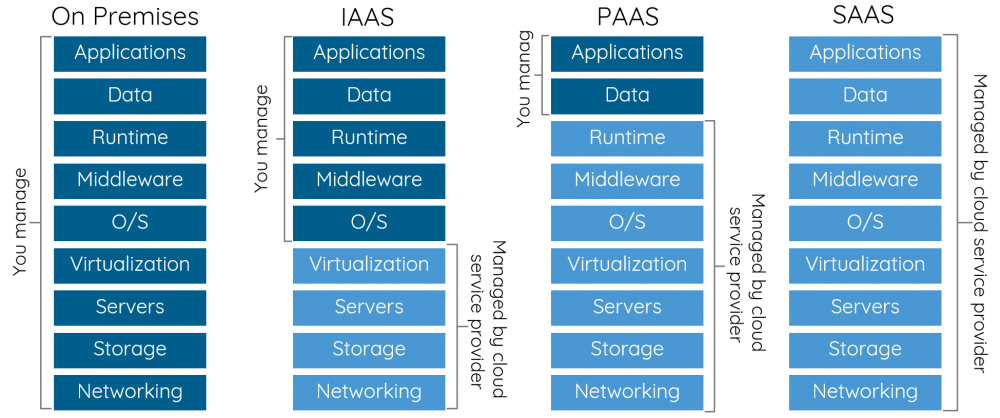 On Premises
You manage
Applications
Data
Runtime
Middleware
O/S
Virtualization
Servers
Storage
Networking
IAAS
You manage
Applications
Data
Runtime
Middleware
O/S
Virtualization
Servers
Storage
Networking
Managed by cloud
service provider
PAAS
You manag
Applications
Data
Runtime
Middleware
O/S
Virtualization
Servers
Storage
Networking
Managed by cloud
service provider
SAAS
Applications
Data
Runtime
Middleware
O/S
Virtualization
Servers
Storage
Networking
Managed by cloud service provider